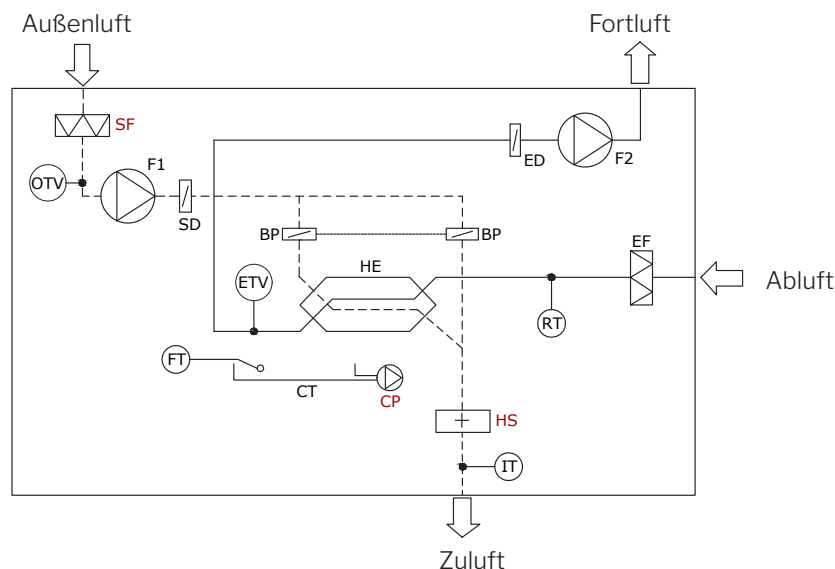 Außenluft
Fortluft
SF
F1
ED
F2
OTV
SD
BP
BP
EF
HE
ETV
Abluft
RT
FT
CT
CP
HS
IT
Zuluft